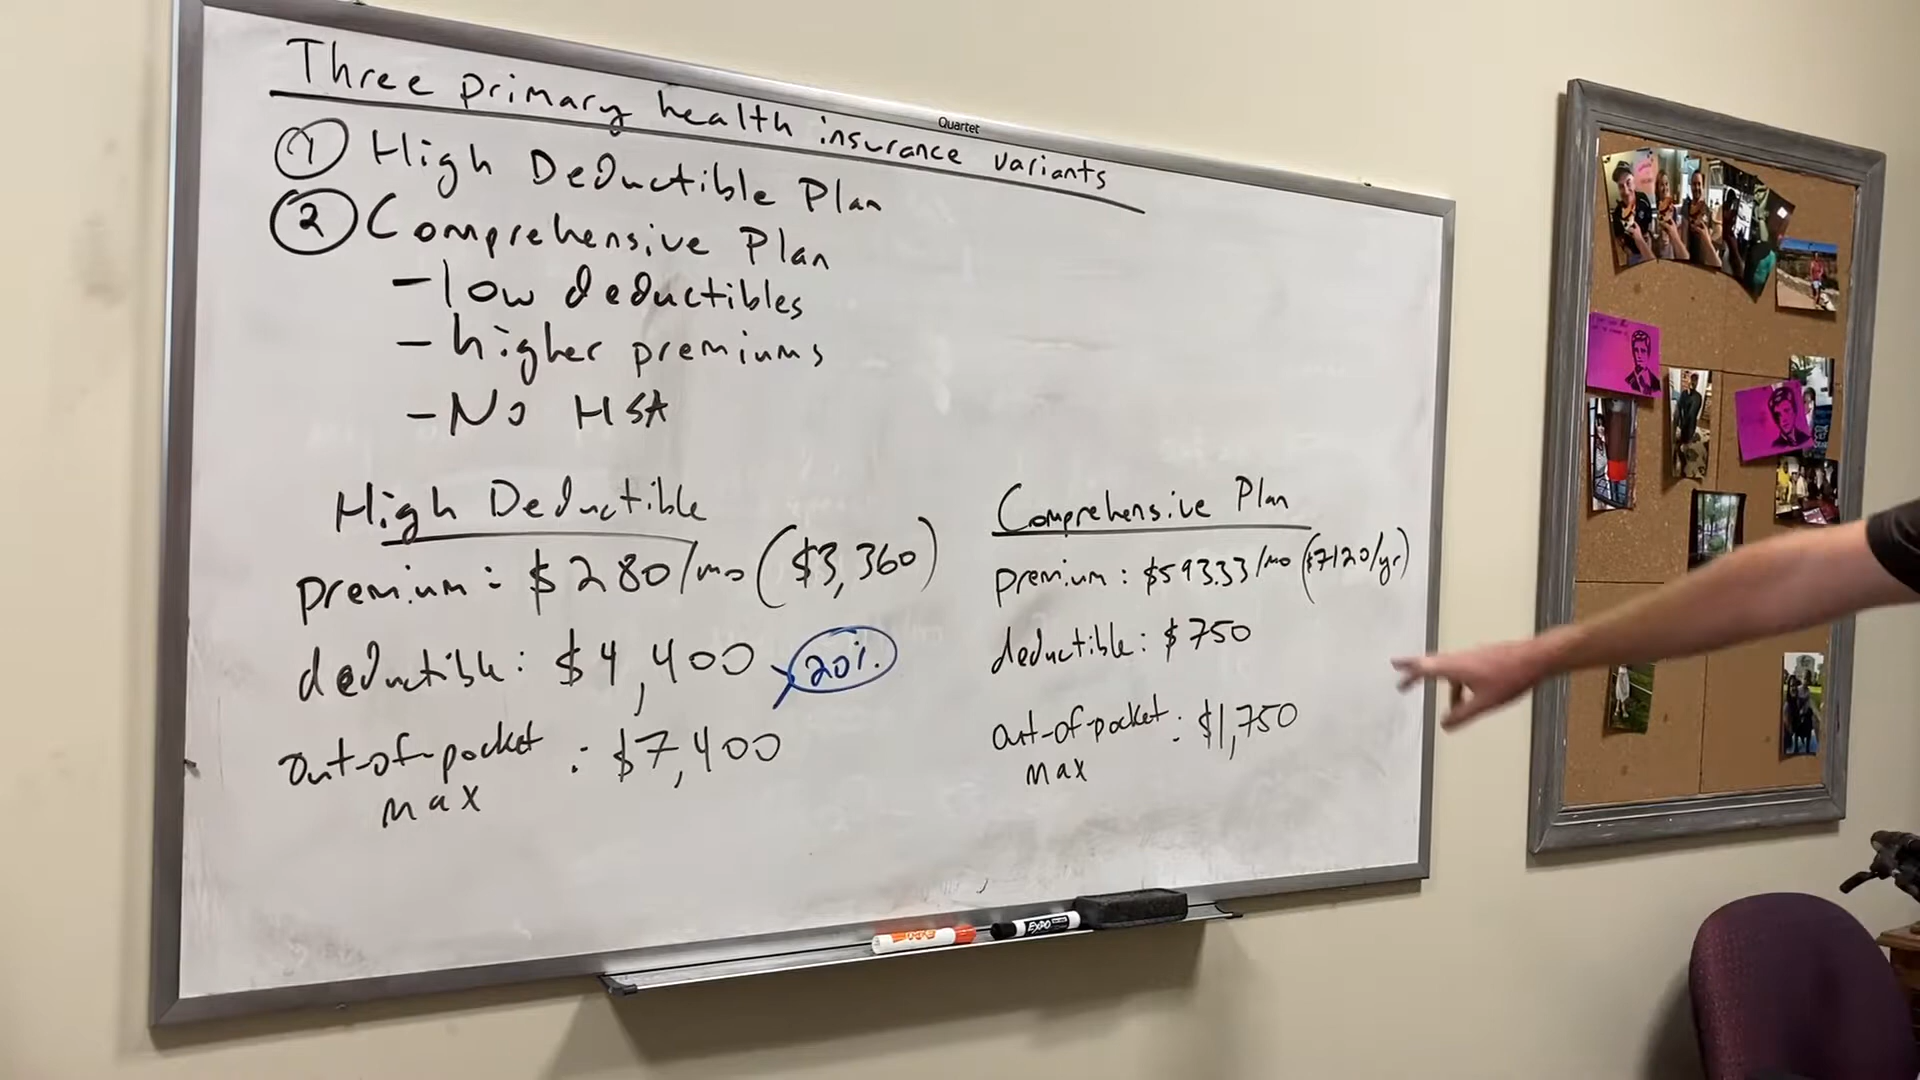 Quartet
Three primary health insurance variants
1 High Deductible Plan
2 Comprehensive Plan
- low deductibles
- higher premiums
- No HSA
High Deductible
premium: $280/mo ($3,360)
deductible: $4,400 20%
out-of-pocket max : $7,400
Comprehensive Plan
premium: $593.33/mo ($7120/yr)
deductible: $750
out-of-pocket max : $1,750
EXPO